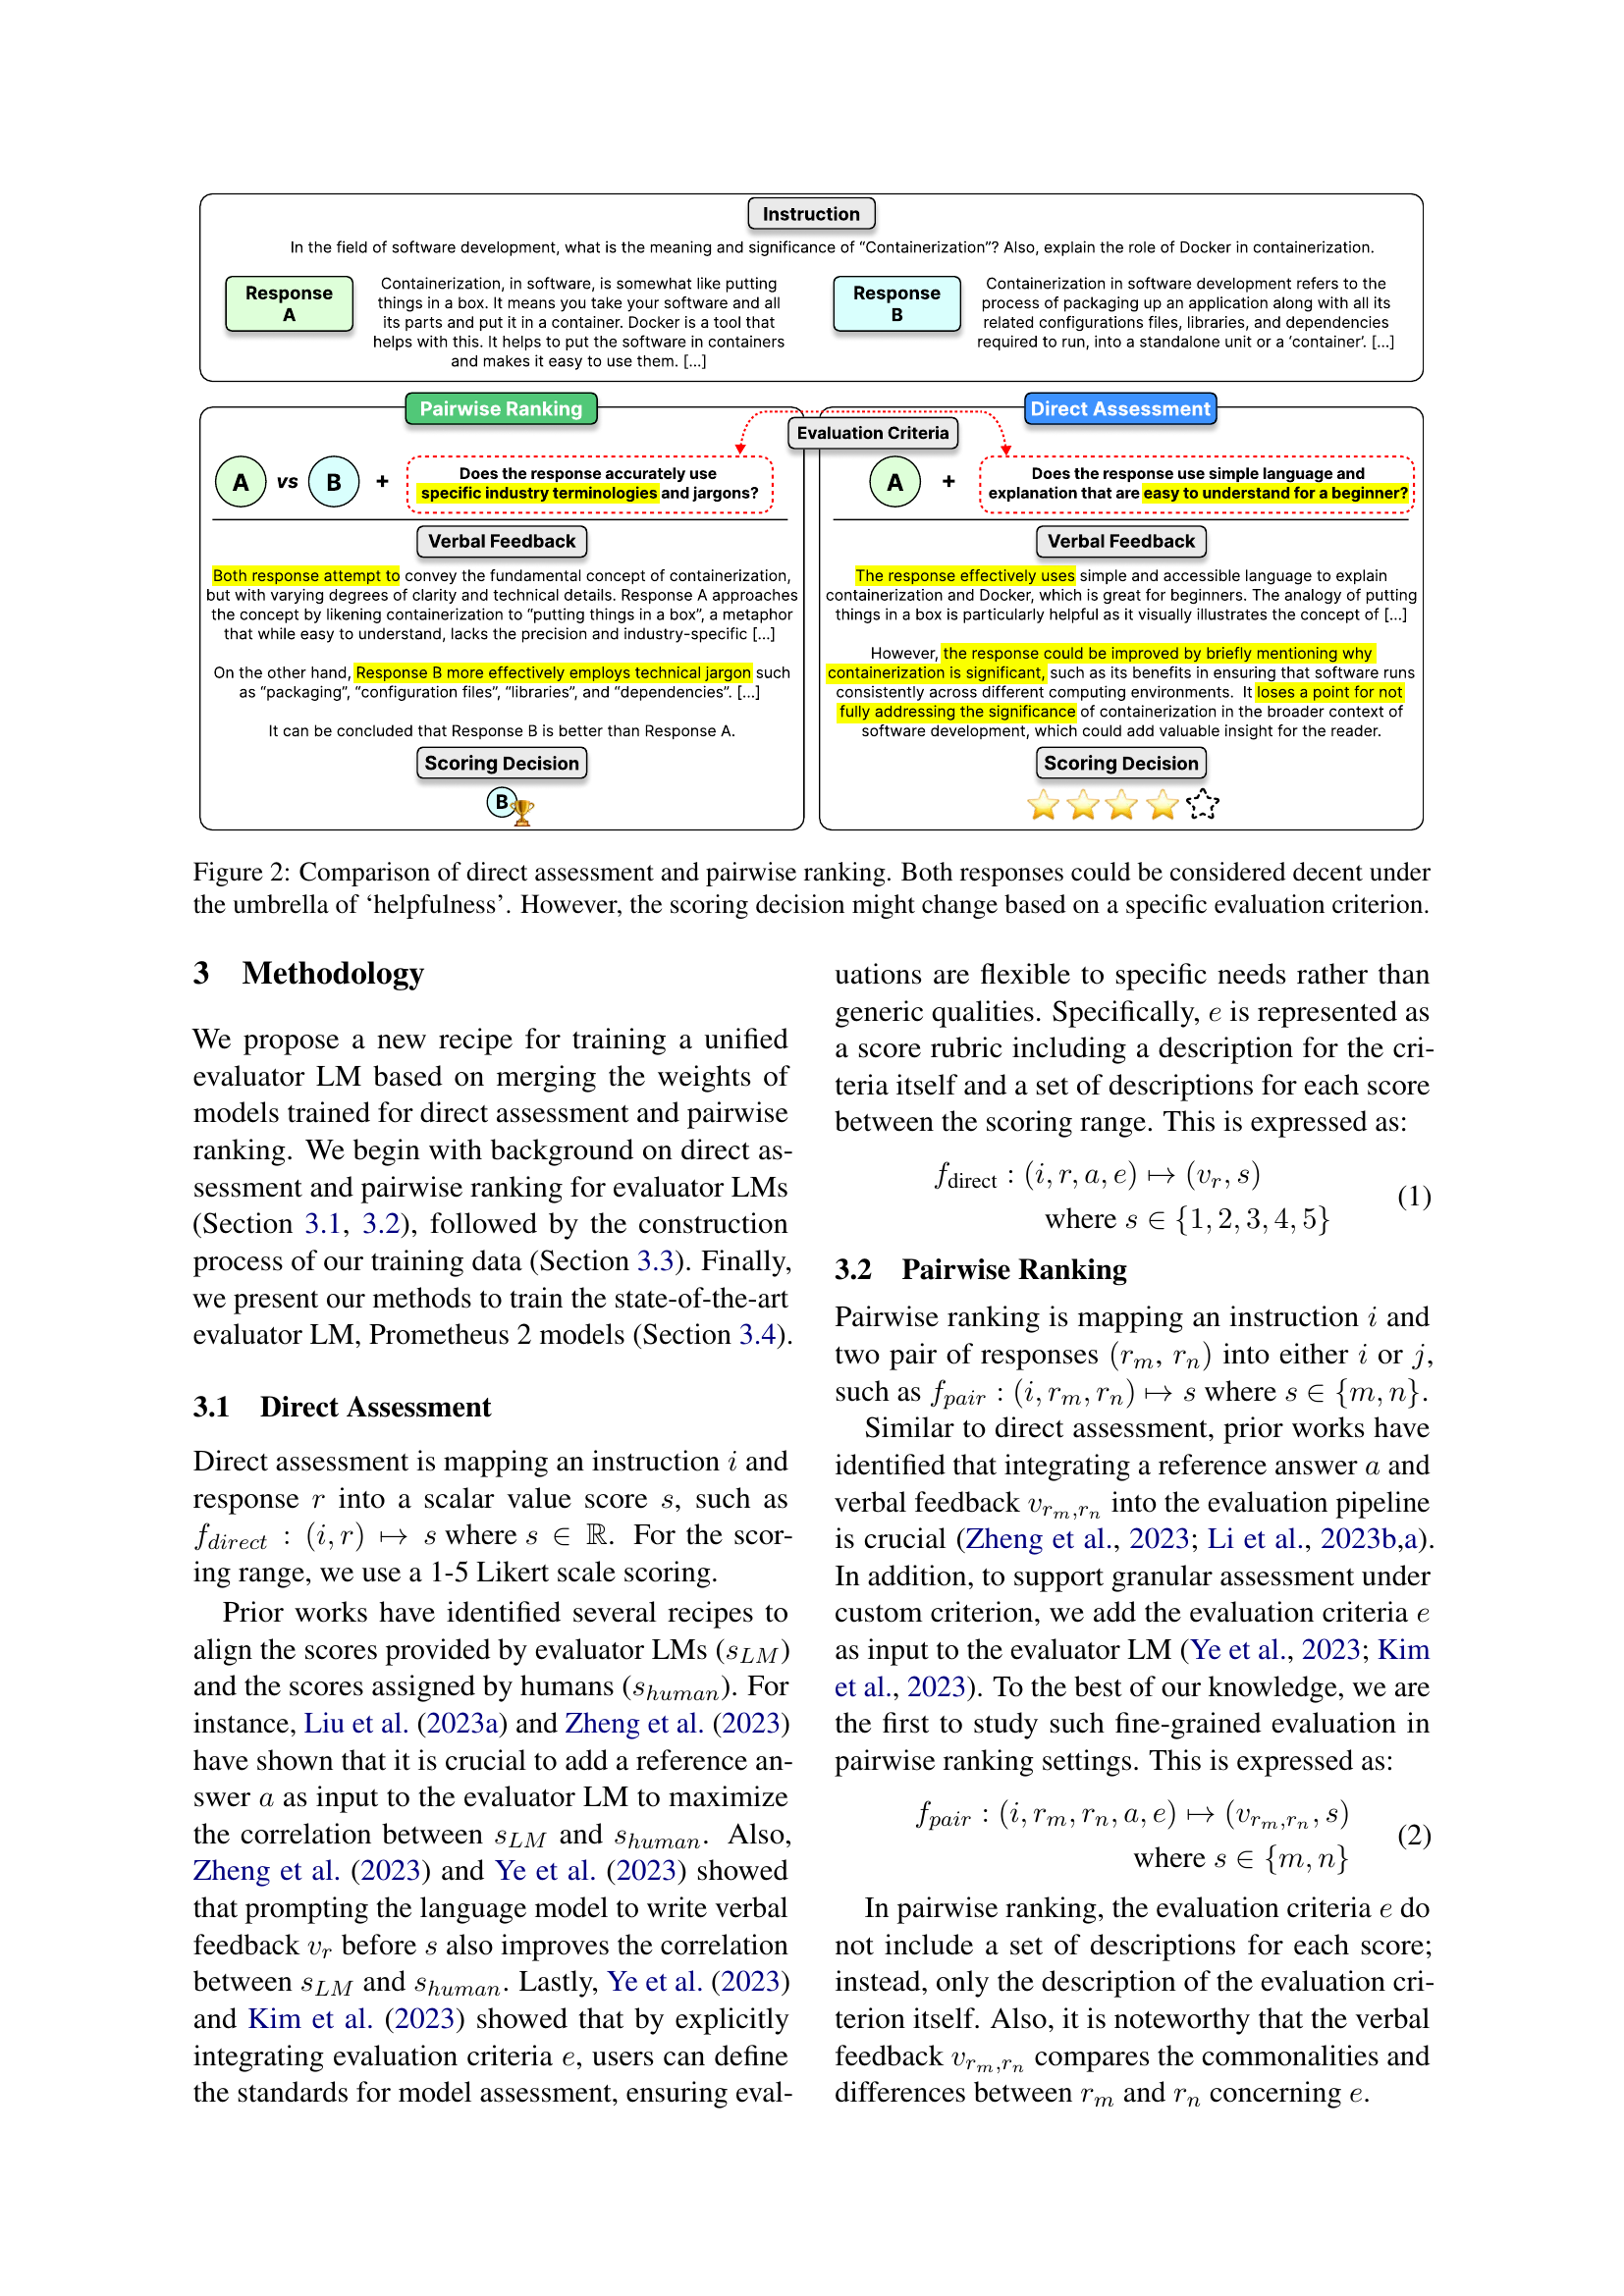 Instruction
In the field of software development, what is the meaning and significance of “Containerization”? Also, explain the role of Docker in containerization.
Response
A
Containerization, in software, is somewhat like putting
things in a box. It means you take your software and all
its parts and put it in a container. Docker is a tool that
helps with this. It helps to put the software in containers
and makes it easy to use them. [...]
Response
B
Containerization in software development refers to the
process of packaging up an application along with all its
related configurations files, libraries, and dependencies
required to run, into a standalone unit or a ‘container’. [...]
Evaluation Criteria
Pairwise Ranking
A vs B +
Does the response accurately use
specific industry terminologies and jargons?
Verbal Feedback
Both response attempt to convey the fundamental concept of containerization,
but with varying degrees of clarity and technical details. Response A approaches
the concept by likening containerization to “putting things in a box”, a metaphor
that while easy to understand, lacks the precision and industry-specific [...]
On the other hand, Response B more effectively employs technical jargon such
as “packaging”, “configuration files”, “libraries”, and “dependencies”. [...]
It can be concluded that Response B is better than Response A.
Scoring Decision
B
Direct Assessment
A +
Does the response use simple language and
explanation that are easy to understand for a beginner?
Verbal Feedback
The response effectively uses simple and accessible language to explain
containerization and Docker, which is great for beginners. The analogy of putting
things in a box is particularly helpful as it visually illustrates the concept of [...]
However, the response could be improved by briefly mentioning why
containerization is significant, such as its benefits in ensuring that software runs
consistently across different computing environments. It loses a point for not
fully addressing the significance of containerization in the broader context of
software development, which could add valuable insight for the reader.
Scoring Decision
Figure 2: Comparison of direct assessment and pairwise ranking. Both responses could be considered decent under
the umbrella of ‘helpfulness’. However, the scoring decision might change based on a specific evaluation criterion.
3 Methodology
We propose a new recipe for training a unified
evaluator LM based on merging the weights of
models trained for direct assessment and pairwise
ranking. We begin with background on direct as-
sessment and pairwise ranking for evaluator LMs
(Section 3.1, 3.2), followed by the construction
process of our training data (Section 3.3). Finally,
we present our methods to train the state-of-the-art
evaluator LM, Prometheus 2 models (Section 3.4).
3.1 Direct Assessment
Direct assessment is mapping an instruction i and
response r into a scalar value score s, such as
f_direct : (i, r) ↦ s where s ∈ ℝ. For the scor-
ing range, we use a 1-5 Likert scale scoring.
Prior works have identified several recipes to
align the scores provided by evaluator LMs (s_LM)
and the scores assigned by humans (s_human). For
instance, Liu et al. (2023a) and Zheng et al. (2023)
have shown that it is crucial to add a reference an-
swer a as input to the evaluator LM to maximize
the correlation between s_LM and s_human. Also,
Zheng et al. (2023) and Ye et al. (2023) showed
that prompting the language model to write verbal
feedback v_r before s also improves the correlation
between s_LM and s_human. Lastly, Ye et al. (2023)
and Kim et al. (2023) showed that by explicitly
integrating evaluation criteria e, users can define
the standards for model assessment, ensuring eval-
uations are flexible to specific needs rather than
generic qualities. Specifically, e is represented as
a score rubric including a description for the cri-
teria itself and a set of descriptions for each score
between the scoring range. This is expressed as:
f_direct : (i, r, a, e) ↦ (v_r, s)
where s ∈ {1, 2, 3, 4, 5} (1)
3.2 Pairwise Ranking
Pairwise ranking is mapping an instruction i and
two pair of responses (r_m, r_n) into either i or j,
such as f_pair : (i, r_m, r_n) ↦ s where s ∈ {m, n}.
Similar to direct assessment, prior works have
identified that integrating a reference answer a and
verbal feedback v_{r_m,r_n} into the evaluation pipeline
is crucial (Zheng et al., 2023; Li et al., 2023b,a).
In addition, to support granular assessment under
custom criterion, we add the evaluation criteria e
as input to the evaluator LM (Ye et al., 2023; Kim
et al., 2023). To the best of our knowledge, we are
the first to study such fine-grained evaluation in
pairwise ranking settings. This is expressed as:
f_pair : (i, r_m, r_n, a, e) ↦ (v_{r_m,r_n}, s)
where s ∈ {m, n} (2)
In pairwise ranking, the evaluation criteria e do
not include a set of descriptions for each score;
instead, only the description of the evaluation cri-
terion itself. Also, it is noteworthy that the verbal
feedback v_{r_m,r_n} compares the commonalities and
differences between r_m and r_n concerning e.